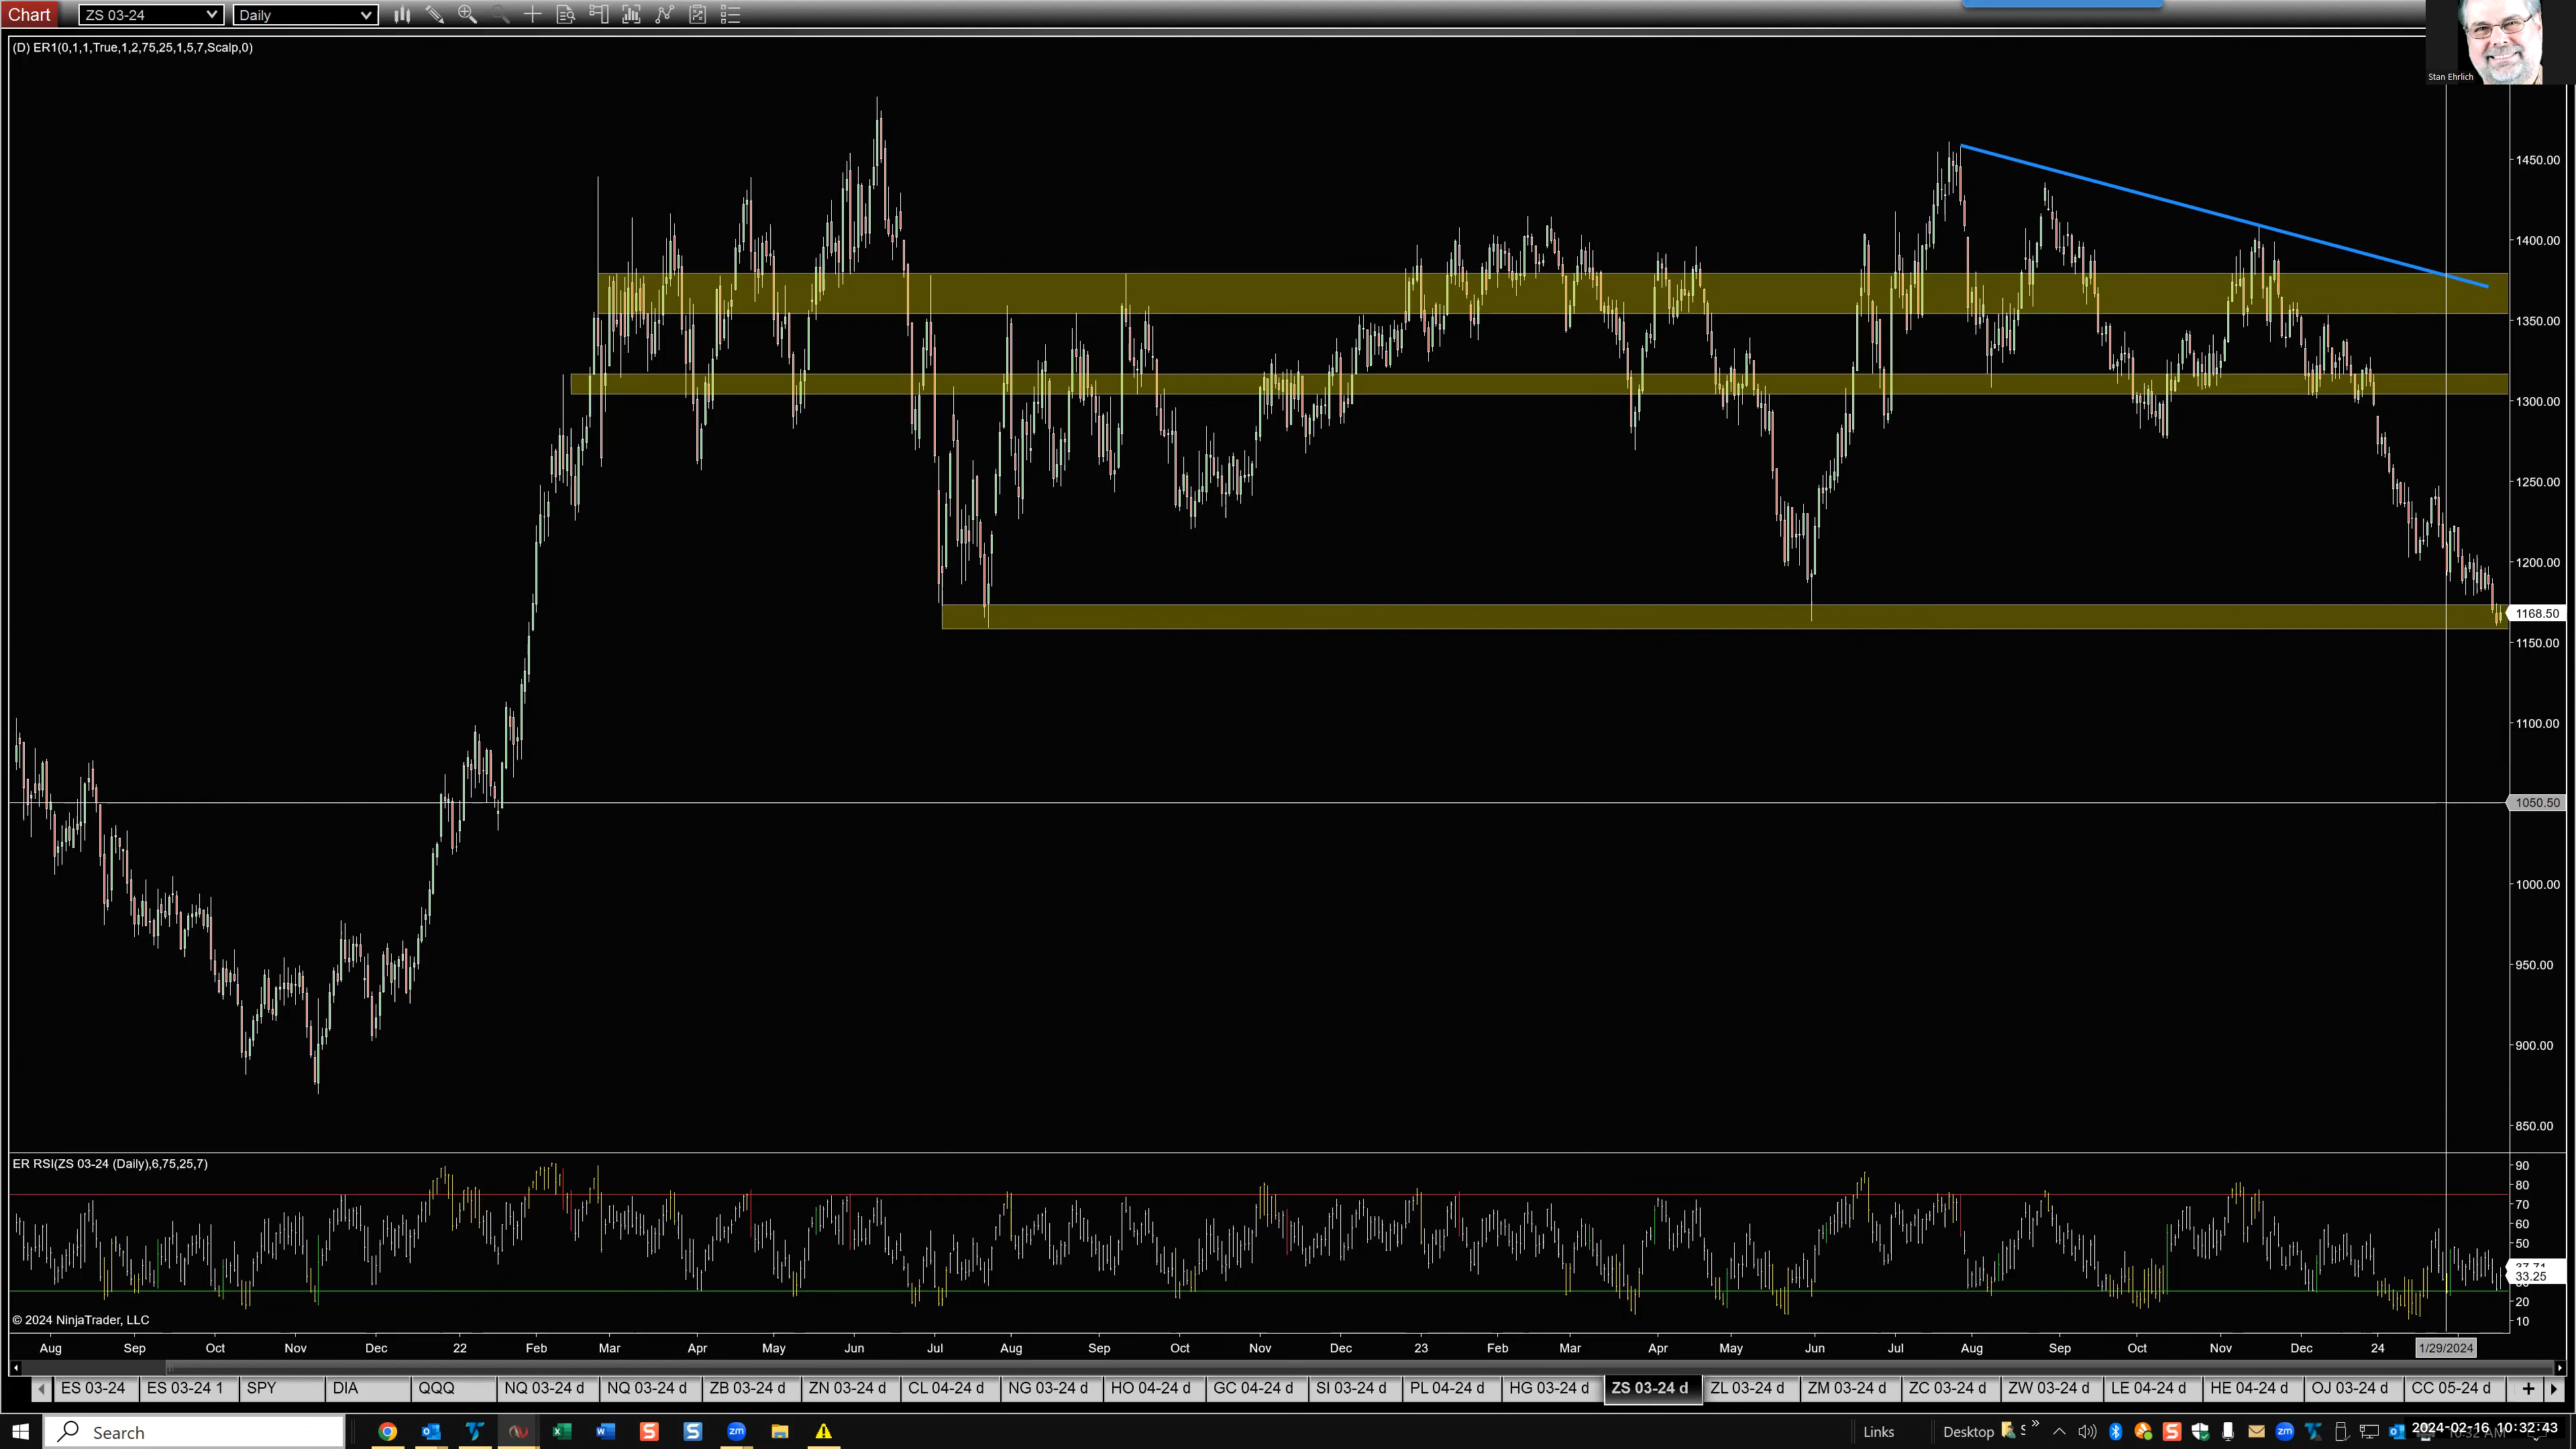 Chart ZS 03-24 Daily
(D) ER1(0,1,1,True,1,2,75,25,1,5,7,Scalp,0)
Stan Ehrlich
1450.00
1400.00
1350.00
1300.00
1250.00
1200.00
1168.50
1150.00
1100.00
1050.50
1000.00
950.00
900.00
850.00
ER RSI(ZS 03-24 (Daily),6,75,25,7)
90
80
70
60
50
37.71
33.25
20
10
© 2024 NinjaTrader, LLC
Aug Sep Oct Nov Dec 22 Feb Mar Apr May Jun Jul Aug Sep Oct Nov Dec 23 Feb Mar Apr May Jun Jul Aug Sep Oct Nov Dec 24 1/29/2024
ES 03-24 ES 03-24 1 SPY DIA QQQ NQ 03-24 d NQ 03-24 d ZB 03-24 d ZN 03-24 d CL 04-24 d NG 03-24 d HO 04-24 d GC 04-24 d SI 03-24 d PL 04-24 d HG 03-24 d ZS 03-24 d ZL 03-24 d ZM 03-24 d ZC 03-24 d ZW 03-24 d LE 04-24 d HE 04-24 d OJ 03-24 d CC 05-24 d +
Search Links Desktop 2024-02-16 10:32:43